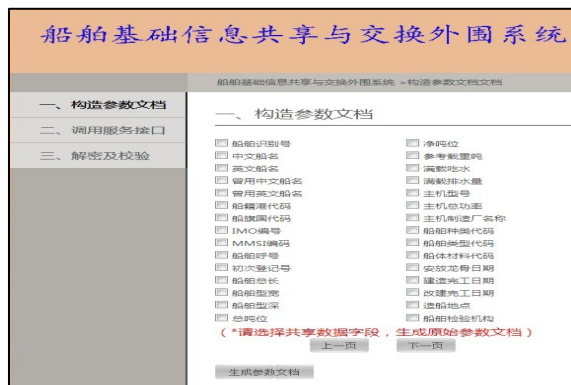 船舶基础信息共享与交换外围系统
船舶基础信息共享与交换外围系统 >构造参数文档文档
一、构造参数文档
二、调用服务接口
三、解密及校验
一、构造参数文档
船舶识别号
净吨位
中文船名
参考载重吨
英文船名
满载吃水
曾用中文船名
满载排水量
曾用英文船名
主机型号
船籍港代码
主机总功率
船旗国代码
主机制造厂名称
IMO编号
船舶种类代码
MMSI编码
船舶类型代码
船舶呼号
船体材料代码
初次登记号
安放龙骨日期
船舶总长
建造完工日期
船舶型宽
改建完工日期
船舶型深
造船地点
总吨位
船舶检验机构
(*请选择共享数据字段，生成原始参数文档)
上一页
下一页
生成参数文档